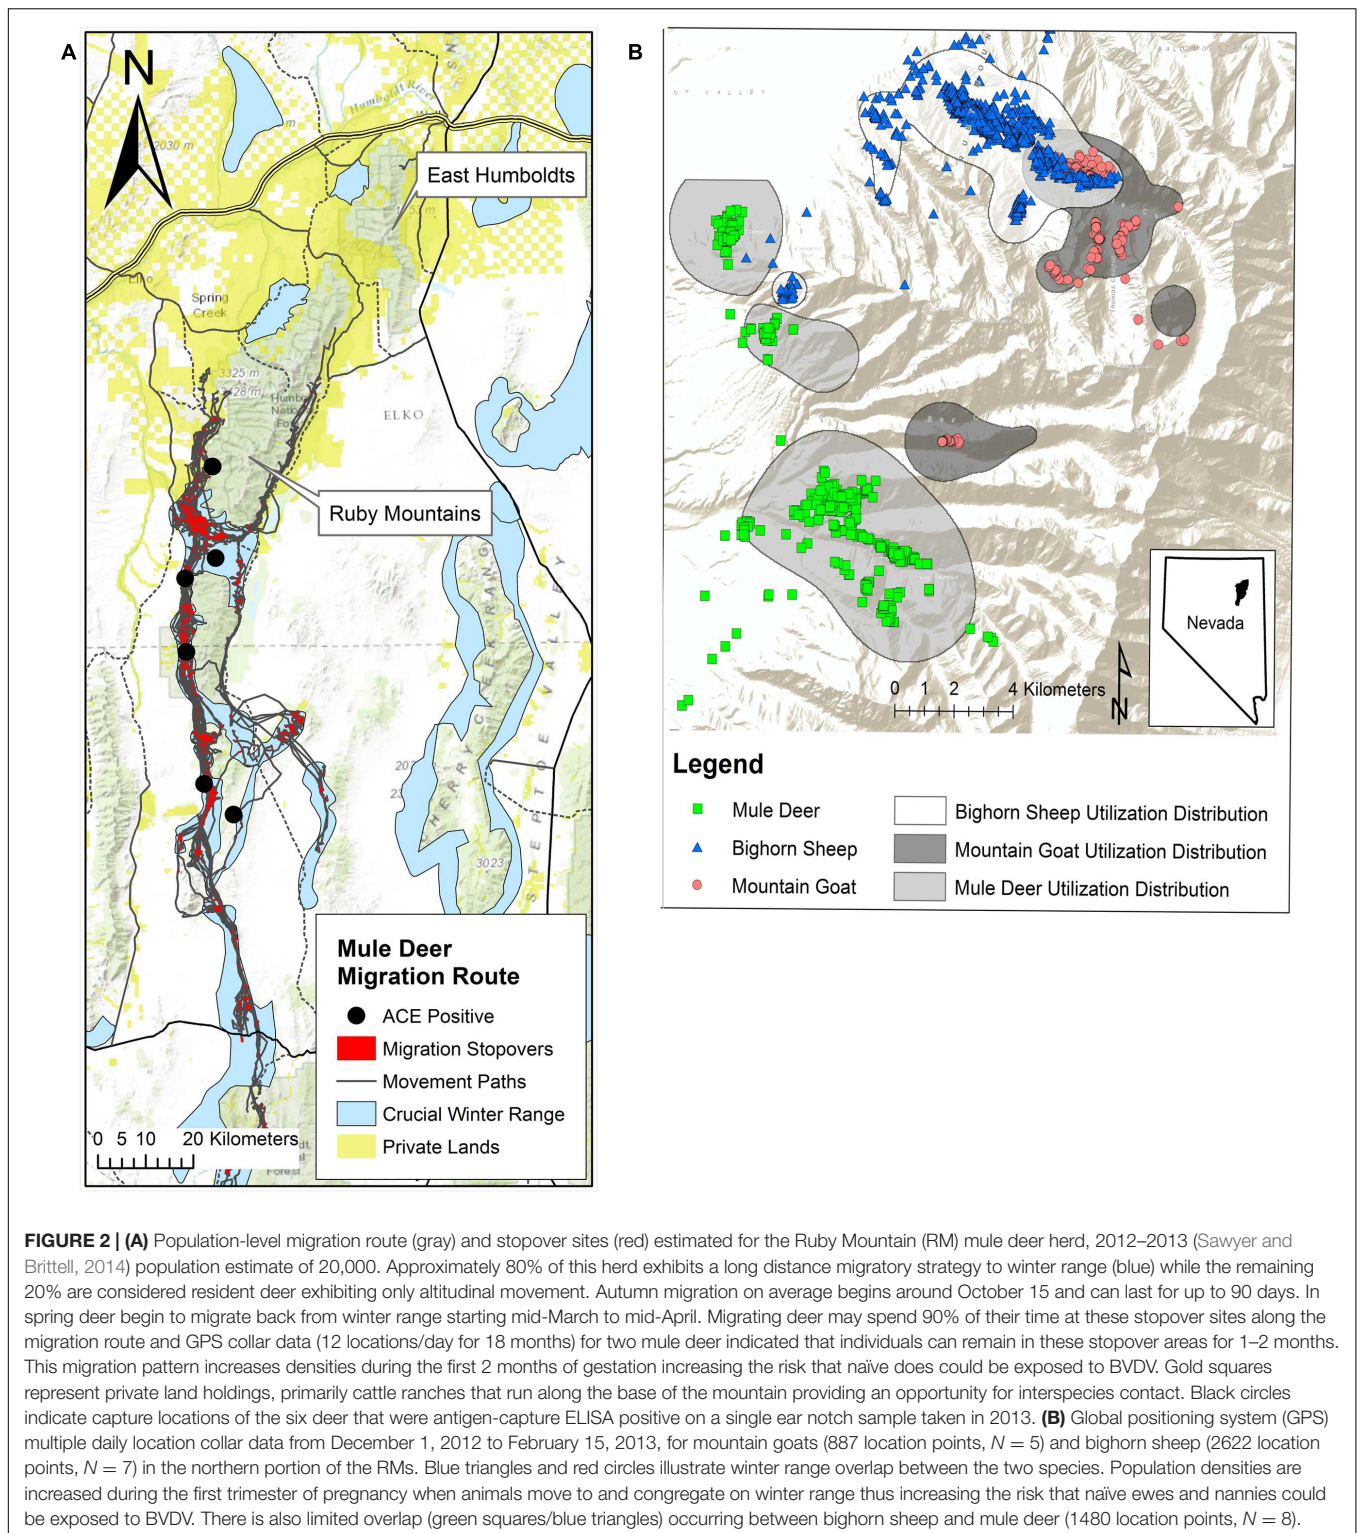 A
N
Humboldt River
2030 m
East Humboldts
Elko
Spring
Creek
3325 m
ELKO
Ruby Mountains
CHERRY CREEK RANGE
STEPTOE VALLEY
3023
Mule Deer
Migration Route
ACE Positive
Migration Stopovers
Movement Paths
Crucial Winter Range
Private Lands
0 5 10 20 Kilometers
Forest
B
NT VALLEY
BALD MOUNTAIN
0 1 2 4 Kilometers
N
Nevada
Legend
Mule Deer
Bighorn Sheep
Mountain Goat
Bighorn Sheep Utilization Distribution
Mountain Goat Utilization Distribution
Mule Deer Utilization Distribution
FIGURE 2 | (A) Population-level migration route (gray) and stopover sites (red) estimated for the Ruby Mountain (RM) mule deer herd, 2012–2013 (Sawyer and
Brittell, 2014) population estimate of 20,000. Approximately 80% of this herd exhibits a long distance migratory strategy to winter range (blue) while the remaining
20% are considered resident deer exhibiting only altitudinal movement. Autumn migration on average begins around October 15 and can last for up to 90 days. In
spring deer begin to migrate back from winter range starting mid-March to mid-April. Migrating deer may spend 90% of their time at these stopover sites along the
migration route and GPS collar data (12 locations/day for 18 months) for two mule deer indicated that individuals can remain in these stopover areas for 1–2 months.
This migration pattern increases densities during the first 2 months of gestation increasing the risk that naïve does could be exposed to BVDV. Gold squares
represent private land holdings, primarily cattle ranches that run along the base of the mountain providing an opportunity for interspecies contact. Black circles
indicate capture locations of the six deer that were antigen-capture ELISA positive on a single ear notch sample taken in 2013. (B) Global positioning system (GPS)
multiple daily location collar data from December 1, 2012 to February 15, 2013, for mountain goats (887 location points, N = 5) and bighorn sheep (2622 location
points, N = 7) in the northern portion of the RMs. Blue triangles and red circles illustrate winter range overlap between the two species. Population densities are
increased during the first trimester of pregnancy when animals move to and congregate on winter range thus increasing the risk that naïve ewes and nannies could
be exposed to BVDV. There is also limited overlap (green squares/blue triangles) occurring between bighorn sheep and mule deer (1480 location points, N = 8).